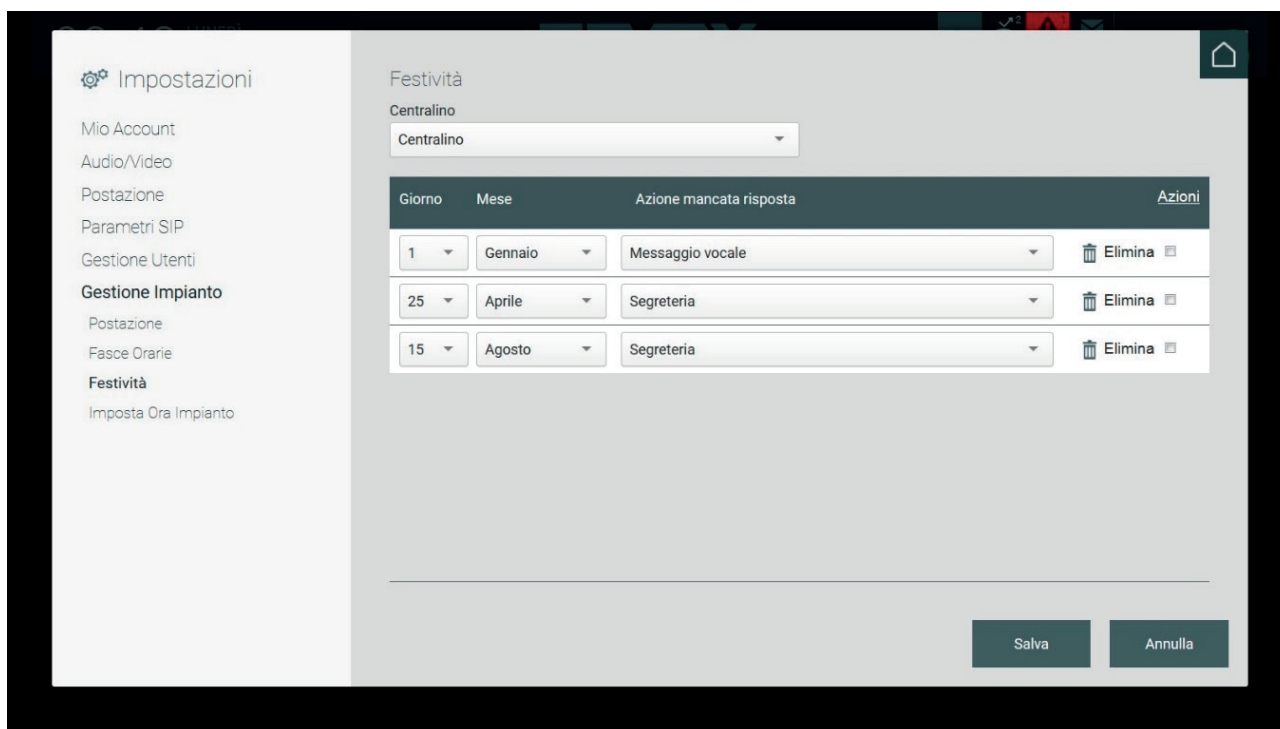 Impostazioni
Mio Account
Audio/Video
Postazione
Parametri SIP
Gestione Utenti
Gestione Impianto
Postazione
Fasce Orarie
Festività
Imposta Ora Impianto
Festività
Centralino
Centralino
Giorno Mese Azione mancata risposta Azioni
1 Gennaio Messaggio vocale Elimina
25 Aprile Segreteria Elimina
15 Agosto Segreteria Elimina
Salva Annulla